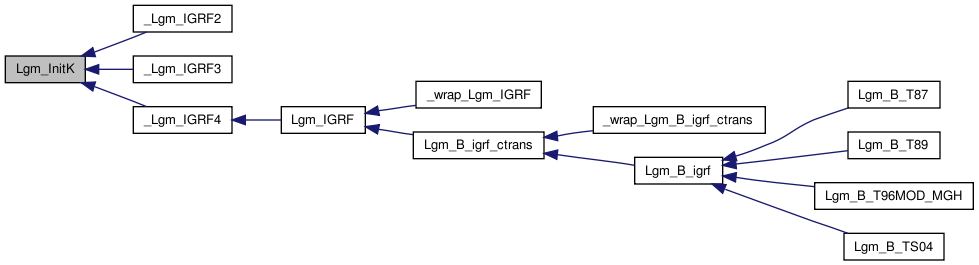 Lgm_InitK
_Lgm_IGRF2
_Lgm_IGRF3
_Lgm_IGRF4
Lgm_IGRF
_wrap_Lgm_IGRF
Lgm_B_igrf_ctrans
_wrap_Lgm_B_igrf_ctrans
Lgm_B_igrf
Lgm_B_T87
Lgm_B_T89
Lgm_B_T96MOD_MGH
Lgm_B_TS04